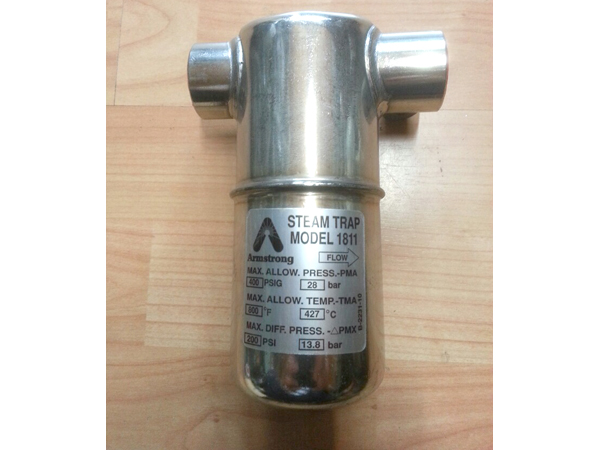 STEAM TRAP
MODEL 1811
Armstrong
FLOW
MAX. ALLOW. PRESS.-PMA
400 PSIG 28 bar
MAX. ALLOW. TEMP.-TMA
800 °F 427 °C
MAX. DIFF. PRESS. -△PMX
200 PSI 13.8 bar